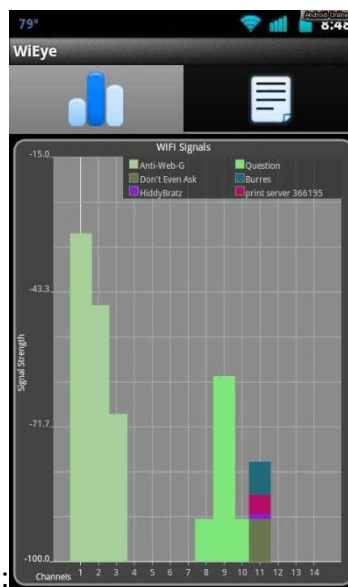 79°
Android Online
8:48
WiEye
WIFI Signals
-15.0
Anti-Web-G
Question
Don't Even Ask
Burres
HiddyBratz
print server 366195
-43.3
Signal Strength
-71.7
-100.0
Channels 1 2 3 4 5 6 7 8 9 10 11 12 13 14
: